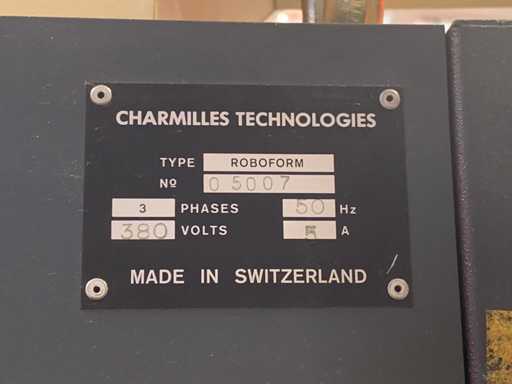 CHARMILLES TECHNOLOGIES
TYPE ROBOFORM
Nº 05007
3 PHASES 50 Hz
380 VOLTS 5 A
MADE IN SWITZERLAND